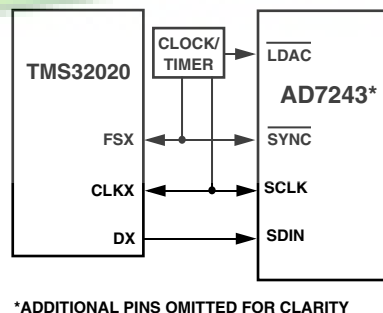 CLOCK/
TIMER
LDAC
TMS32020
AD7243*
FSX
SYNC
CLKX
SCLK
DX
SDIN
*ADDITIONAL PINS OMITTED FOR CLARITY